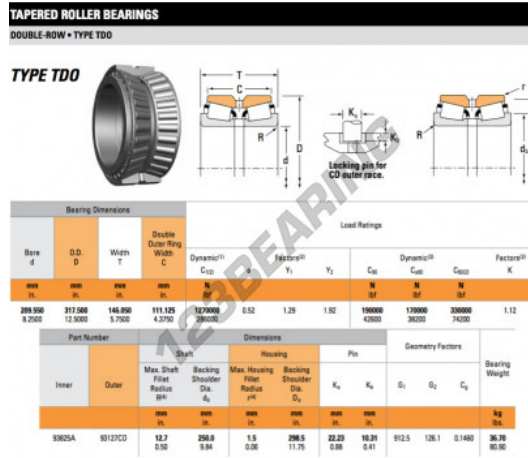 TAPERED ROLLER BEARINGS
DOUBLE-ROW • TYPE TDO
TYPE TDO
T
C
R
D
d
Locking pin for
CD outer race.
r
R
123BEARING
Bearing Dimensions
Load Ratings
Bore
d
O.D.
D
Width
T
Double
Outer Ring
Width
C
Dynamic(1)
C1(2)
Factors(2)
e Y1 Y2
Dynamic(3)
C90 Ca90 C90(2)
Factors(2)
K
mm mm mm mm N N N N
in. in. in. in. lbf lbf lbf lbf
209.550 317.500 146.050 111.125 1270000 0.52 1.29 1.92 190000 170000 330000 1.12
8.2500 12.5000 5.7500 4.3750 286000 42600 38200 74200
Part Number
Dimensions
Geometry Factors
Bearing
Weight
Shaft
Housing
Pin
Inner
Outer
Max. Shaft
Fillet
Radius
R(4)
Backing
Shoulder
Dia.
Max. Housing
Fillet
Radius
r(4)
Backing
Shoulder
Dia.
G1 G2 Cg
mm mm mm mm mm mm kg
in. in. in. in. in. in. lbs.
93825A 93127CD 12.7 250.0 1.5 298.5 22.23 10.31 912.5 126.1 0.1460 36.70
0.50 9.84 0.06 11.75 0.88 0.41 80.90